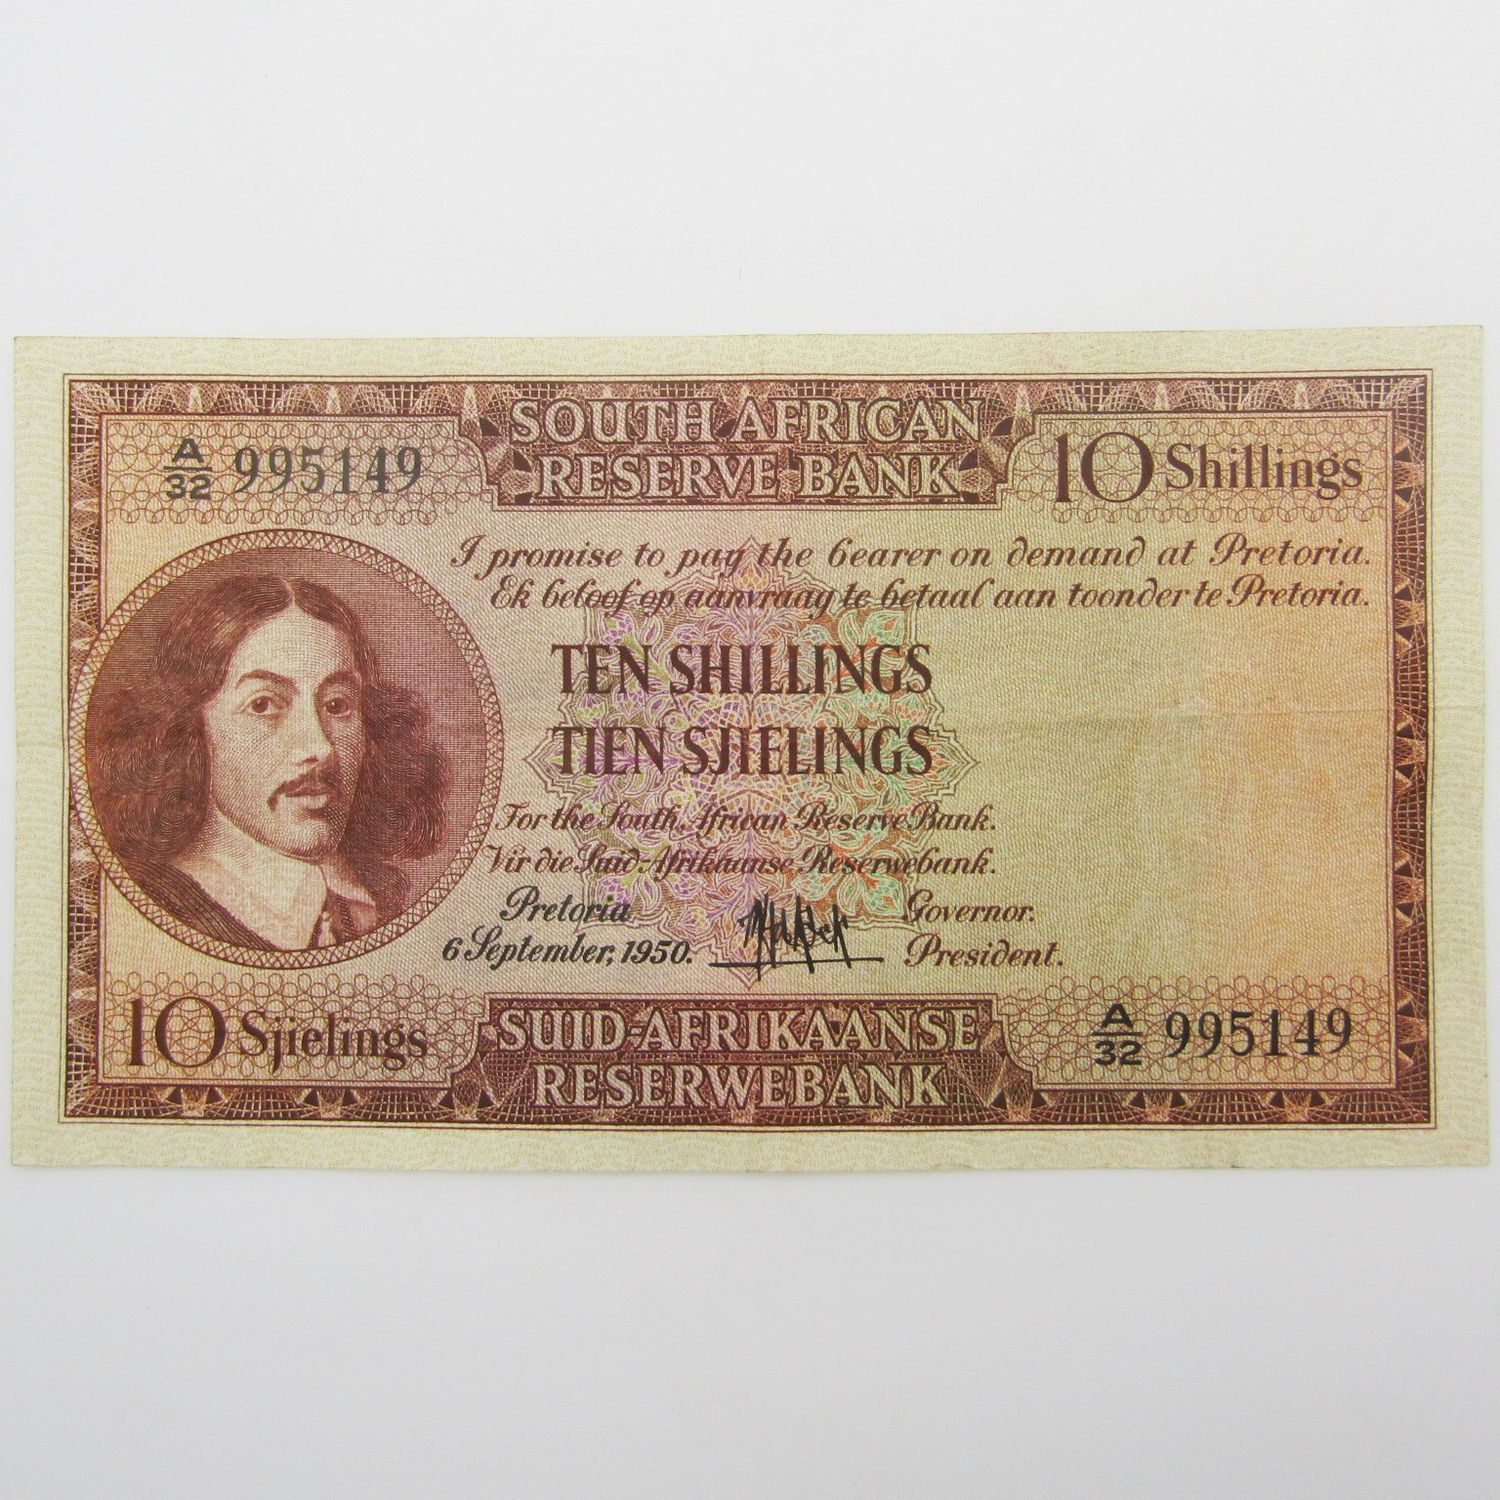 SOUTH AFRICAN
RESERVE BANK
A/32 995149
10 Shillings
I promise to pay the bearer on demand at Pretoria.
Ek beloof op aanvraag te betaal aan toonder te Pretoria.
TEN SHILLINGS
TIEN SJIELINGS
For the South African Reserve Bank.
Vir die Suid-Afrikaanse Reserwebank.
Pretoria
Governor.
6 September, 1950.
President.
10 Sjielings
SUID-AFRIKAANSE
RESERWEBANK
A/32 995149